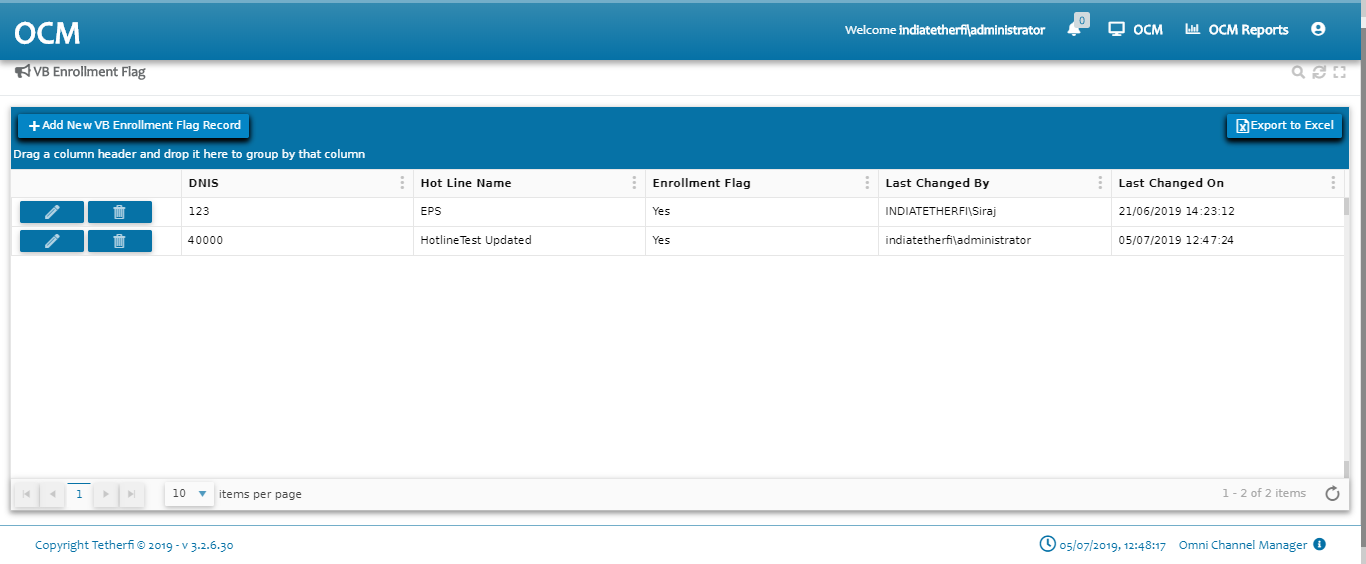 OCM
Welcome indiatetherfi\administrator
0
OCM
OCM Reports
VB Enrollment Flag
Add New VB Enrollment Flag Record
Export to Excel
Drag a column header and drop it here to group by that column
DNIS Hot Line Name Enrollment Flag Last Changed By Last Changed On
123 EPS Yes INDIATETHERFI\Siraj 21/06/2019 14:23:12
40000 HotlineTest Updated Yes indiatetherfi\administrator 05/07/2019 12:47:24
1 10 items per page 1 - 2 of 2 items
Copyright Tetherfi © 2019 - v 3.2.6.30 05/07/2019, 12:48:17 Omni Channel Manager